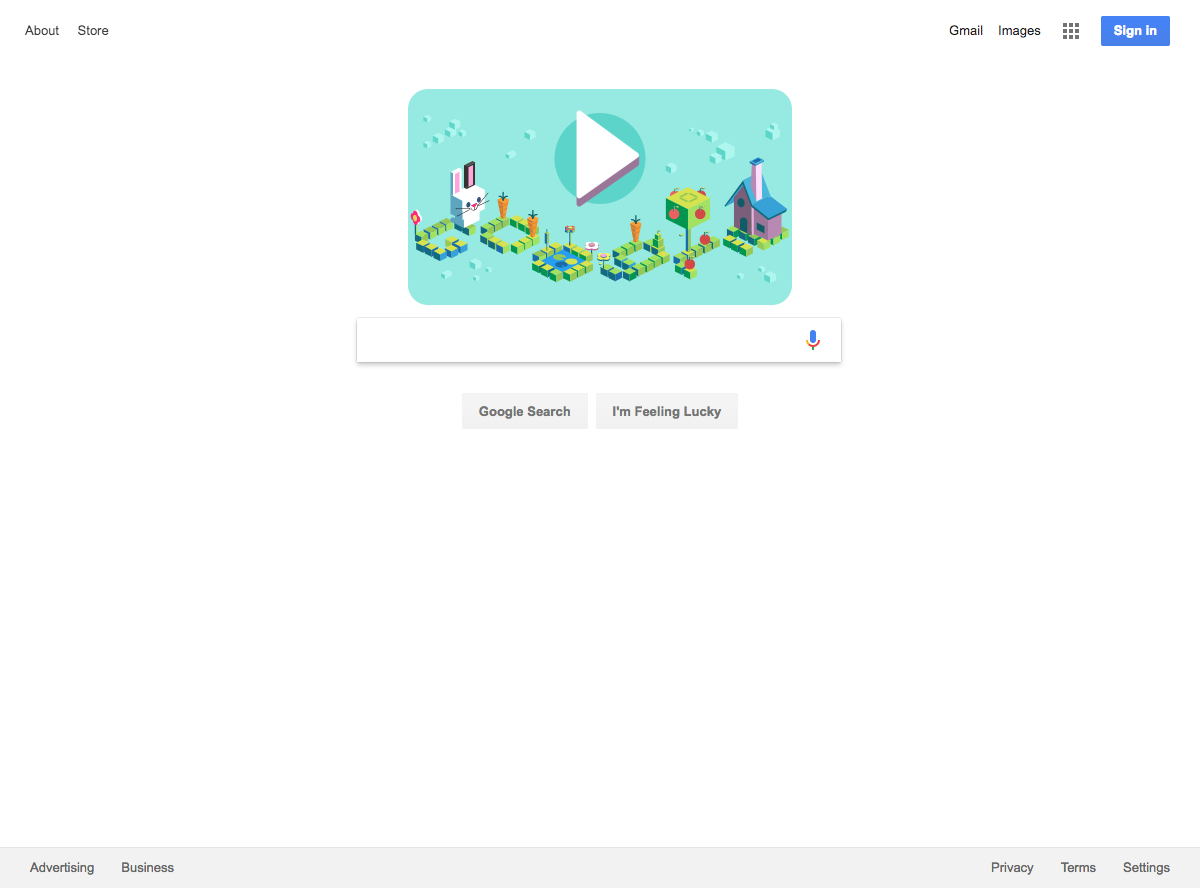 About Store Gmail Images Sign in
Google Search I'm Feeling Lucky
Advertising Business Privacy Terms Settings